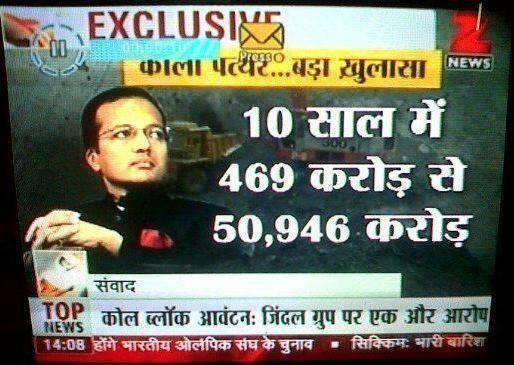 EXCLUSIVE
Z
NEWS
काला पत्थर...बड़ा ख़ुलासा
10 साल में
469 करोड़ से
50,946 करोड़
300
संवाद
TOP
NEWS
कोल ब्लॉक आवंटन: जिंदल ग्रुप पर एक और आरोप
14:08 होंगे भारतीय ओलंपिक संघ के चुनाव ▪ सिक्किम: भारी बारिश